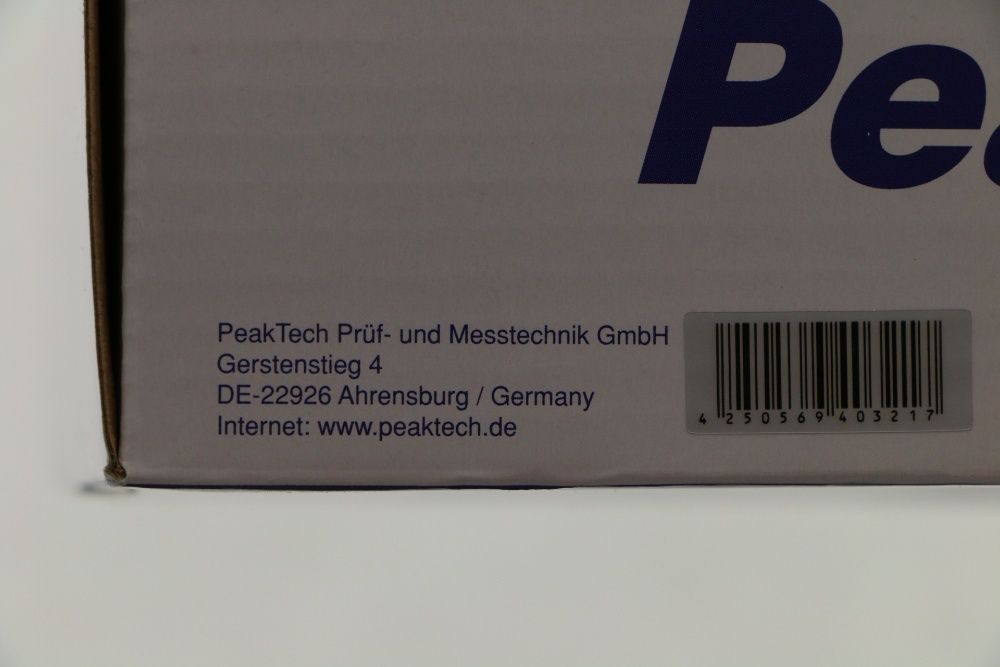 Pe
PeakTech Prüf- und Messtechnik GmbH
Gerstenstieg 4
DE-22926 Ahrensburg / Germany
Internet: www.peaktech.de
4 250569 403217